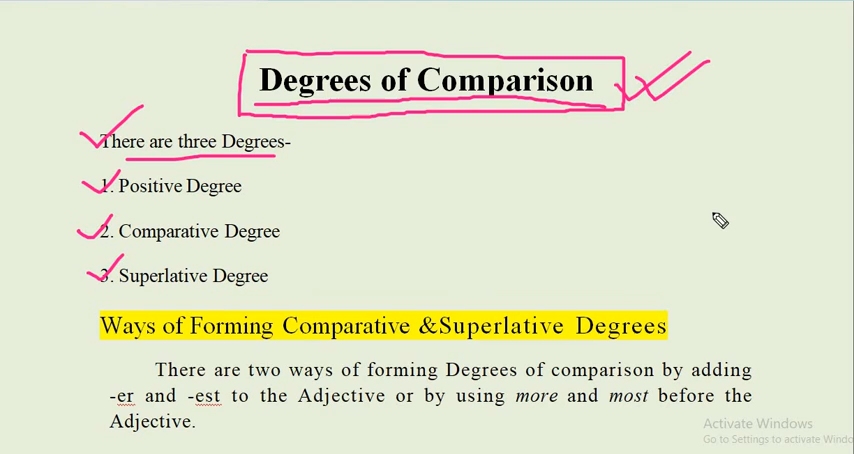 Degrees of Comparison
There are three Degrees-
1. Positive Degree
2. Comparative Degree
3. Superlative Degree
Ways of Forming Comparative &Superlative Degrees
There are two ways of forming Degrees of comparison by adding
-er and -est to the Adjective or by using more and most before the
Adjective.
Activate Windows
Go to Settings to activate Windo